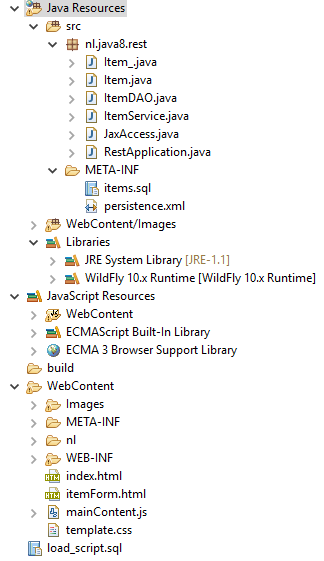 Java Resources
src
nl.java8.rest
Item_.java
Item.java
ItemDAO.java
ItemService.java
JaxAccess.java
RestApplication.java
META-INF
items.sql
persistence.xml
WebContent/Images
Libraries
JRE System Library [JRE-1.1]
WildFly 10.x Runtime [WildFly 10.x Runtime]
JavaScript Resources
WebContent
ECMAScript Built-In Library
ECMA 3 Browser Support Library
build
WebContent
Images
META-INF
nl
WEB-INF
index.html
itemForm.html
mainContent.js
template.css
load_script.sql